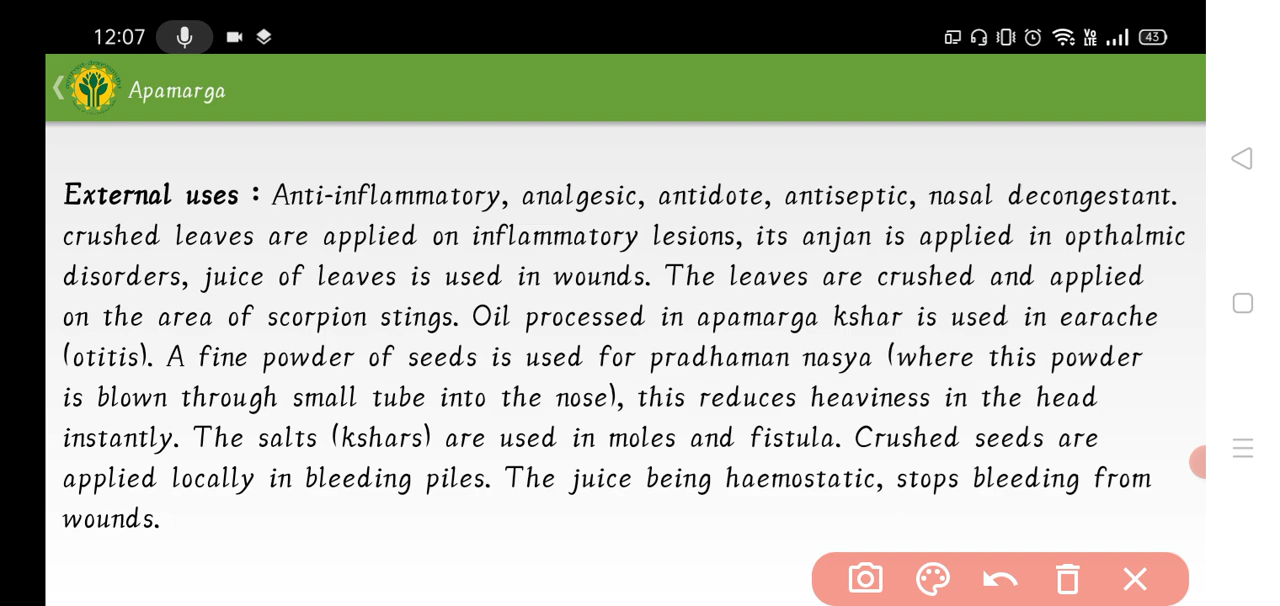 12:07
VO LTE 43
Apamarga
External uses : Anti-inflammatory, analgesic, antidote, antiseptic, nasal decongestant.
crushed leaves are applied on inflammatory lesions, its anjan is applied in opthalmic
disorders, juice of leaves is used in wounds. The leaves are crushed and applied
on the area of scorpion stings. Oil processed in apamarga kshar is used in earache
(otitis). A fine powder of seeds is used for pradhaman nasya (where this powder
is blown through small tube into the nose), this reduces heaviness in the head
instantly. The salts (kshars) are used in moles and fistula. Crushed seeds are
applied locally in bleeding piles. The juice being haemostatic, stops bleeding from
wounds.